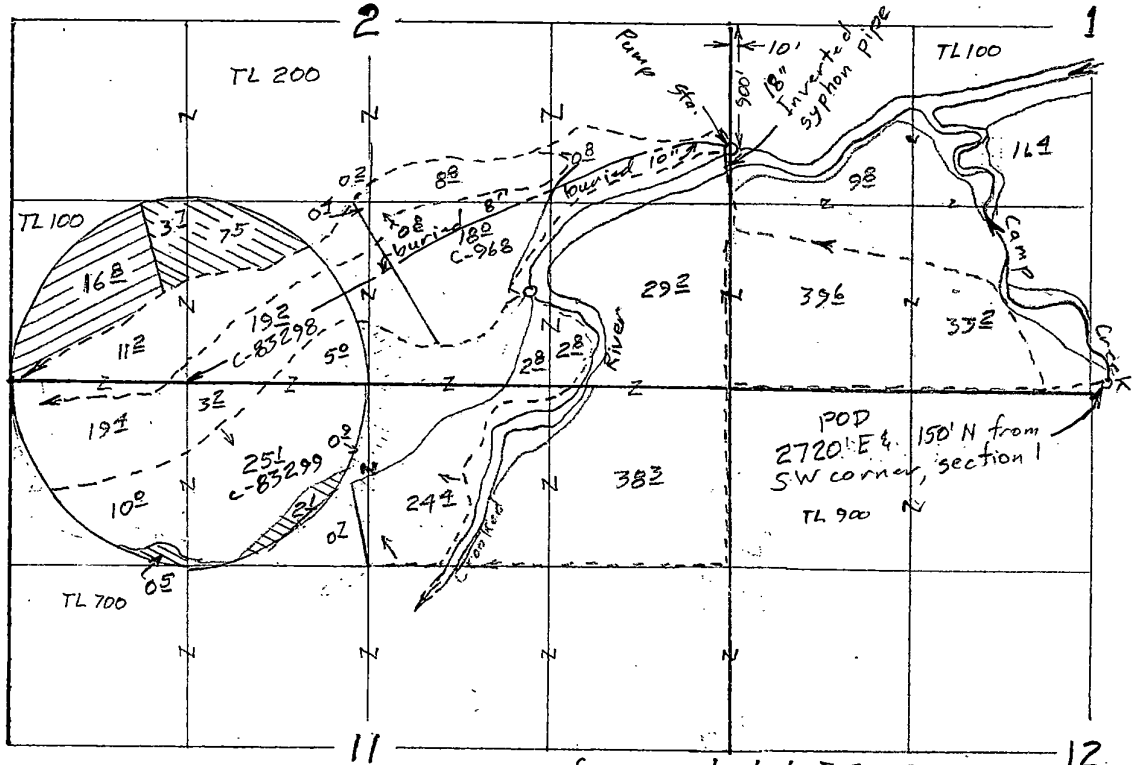 2
1
TL 200
TL 100
Pump Sta.
10'
900'
18" Inverted syphon pipe
TL 100
16 4
9 8
0 8
buried 10"
8 8
8"
0 2
0 8
buried
18 0
C-968
3 7
7 5
16 8
11 2
19 2
C-83298
5 0
29 2
39 6
33 2
Camp
Creek
2 8
2 8
River
3 2
19 4
25 1
C-83299
0 9
10 0
2 1
0 5
0 2
24 4
Crooked
38 3
POD
2720' E & 150' N from
SW corner, section 1
TL 900
TL 700
11
12